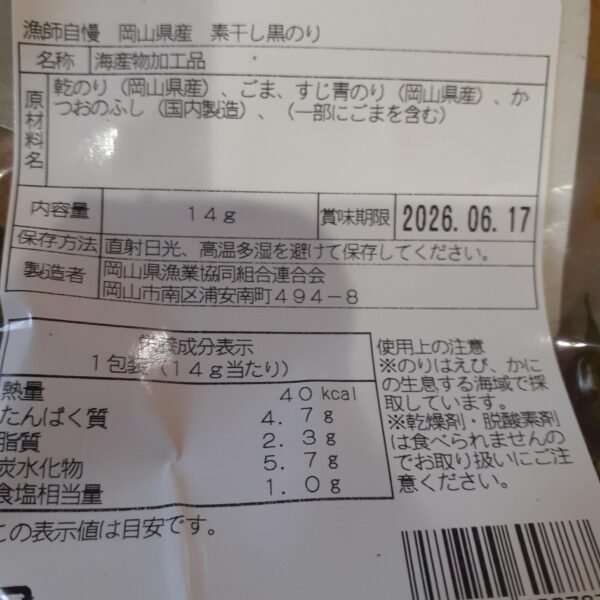 漁師自慢　岡山県産　素干し黒のり
名称 海産物加工品
原材料名 乾のり（岡山県産）、ごま、すじ青のり（岡山県産）、か
つおのふし（国内製造）、（一部にごまを含む）
内容量 １４ｇ 賞味期限 2026.06.17
保存方法 直射日光、高温多湿を避けて保存してください。
製造者 岡山県漁業協同組合連合会
岡山市南区浦安南町４９４－８
栄養成分表示
１包装（１４ｇ当たり）
熱量 ４０kcal
たんぱく質 ４．７ｇ
脂質 ２．３ｇ
炭水化物 ５．７ｇ
食塩相当量 １．０ｇ
この表示値は目安です。
使用上の注意
※のりはえび、かに
の生息する海域で採
取しています。
※乾燥剤・脱酸素剤
は食べられませんの
でお取り扱いにご注
意ください。